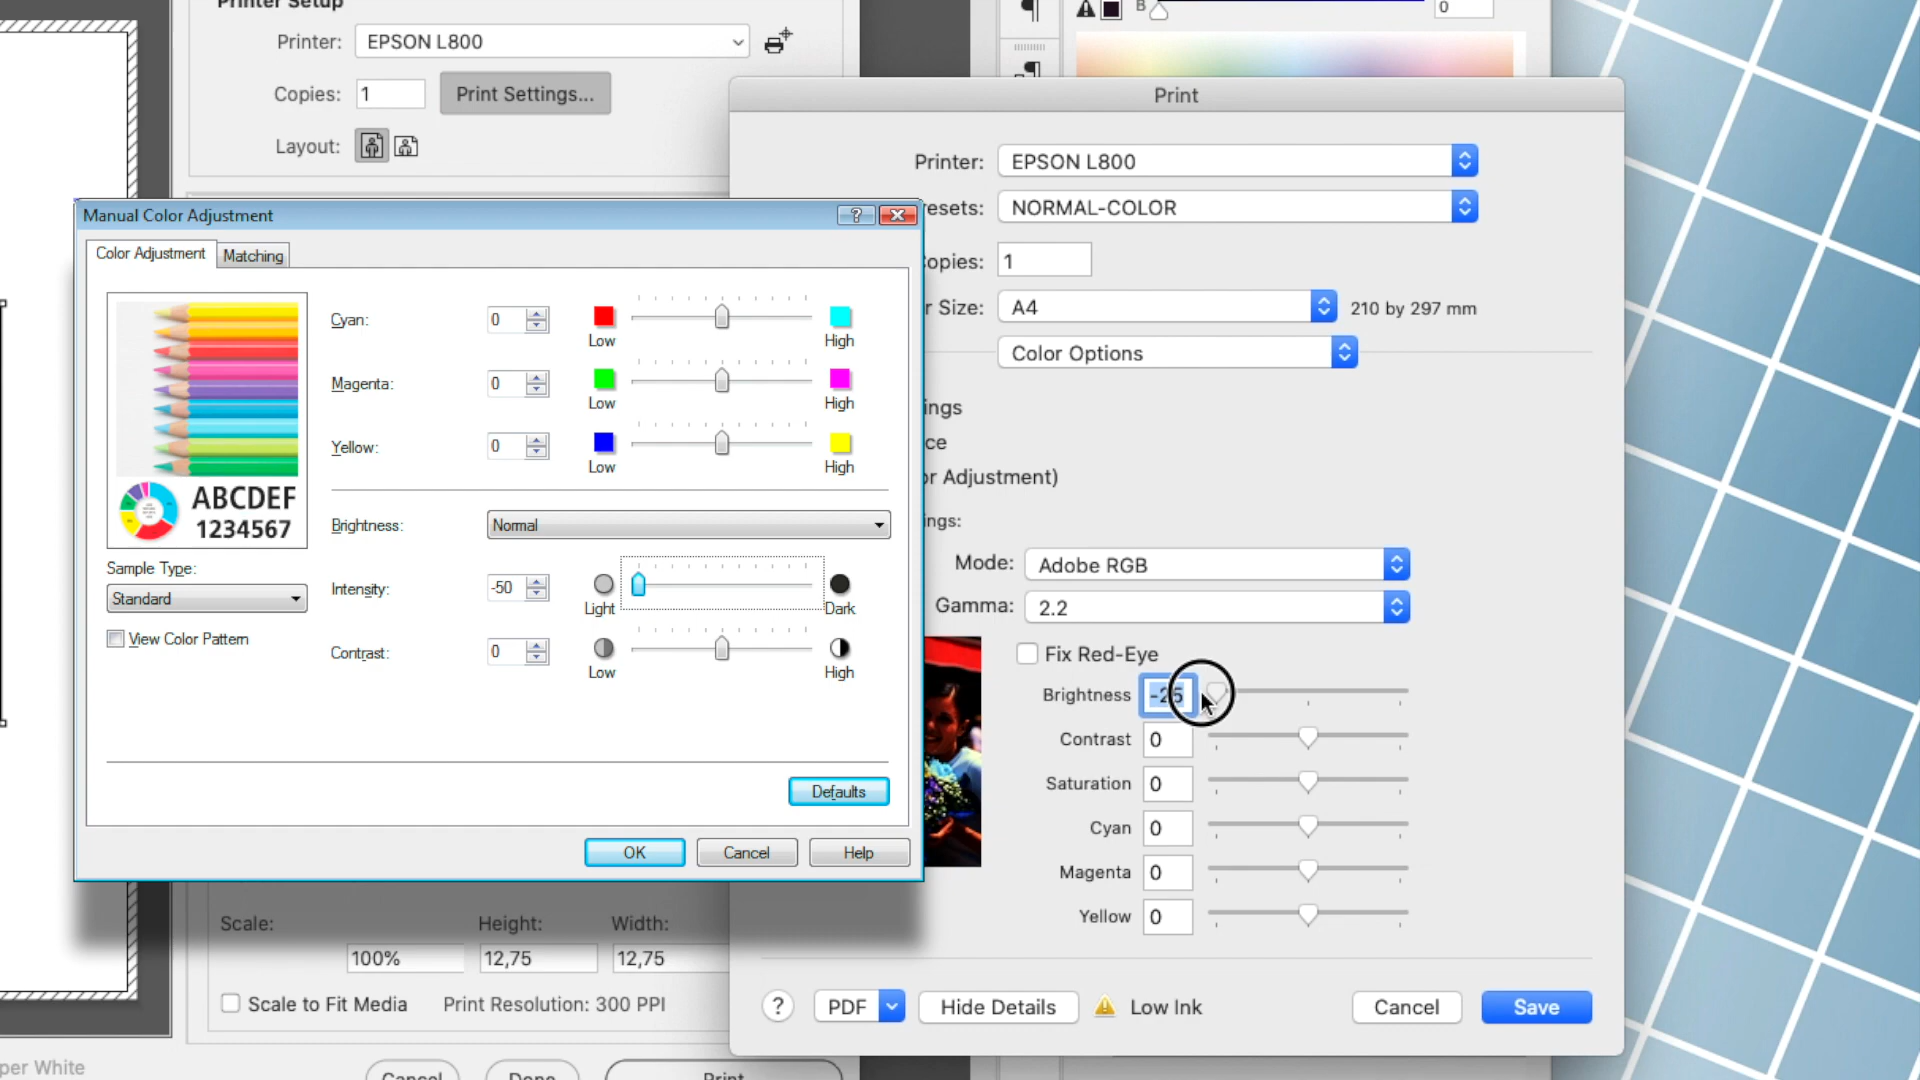 Printer Setup
Printer: EPSON L800
Copies: 1 Print Settings...
Layout:
B 0
Print
Printer: EPSON L800
resets: NORMAL-COLOR
opies: 1
r Size: A4 210 by 297 mm
Color Options
ings
ce
or Adjustment)
ngs:
Mode: Adobe RGB
Gamma: 2.2
Fix Red-Eye
Brightness -25
Contrast 0
Saturation 0
Cyan 0
Magenta 0
Yellow 0
? PDF Hide Details Low Ink Cancel Save
Manual Color Adjustment ?
Color Adjustment Matching
Cyan: 0 Low High
Magenta: 0 Low High
Yellow: 0 Low High
ABCDEF
1234567
Brightness: Normal
Sample Type:
Standard
View Color Pattern
Intensity: -50 Light Dark
Contrast: 0 Low High
Defaults
OK Cancel Help
Scale: Height: Width:
100% 12,75 12,75
Scale to Fit Media Print Resolution: 300 PPI
per White
Cancel Done Print